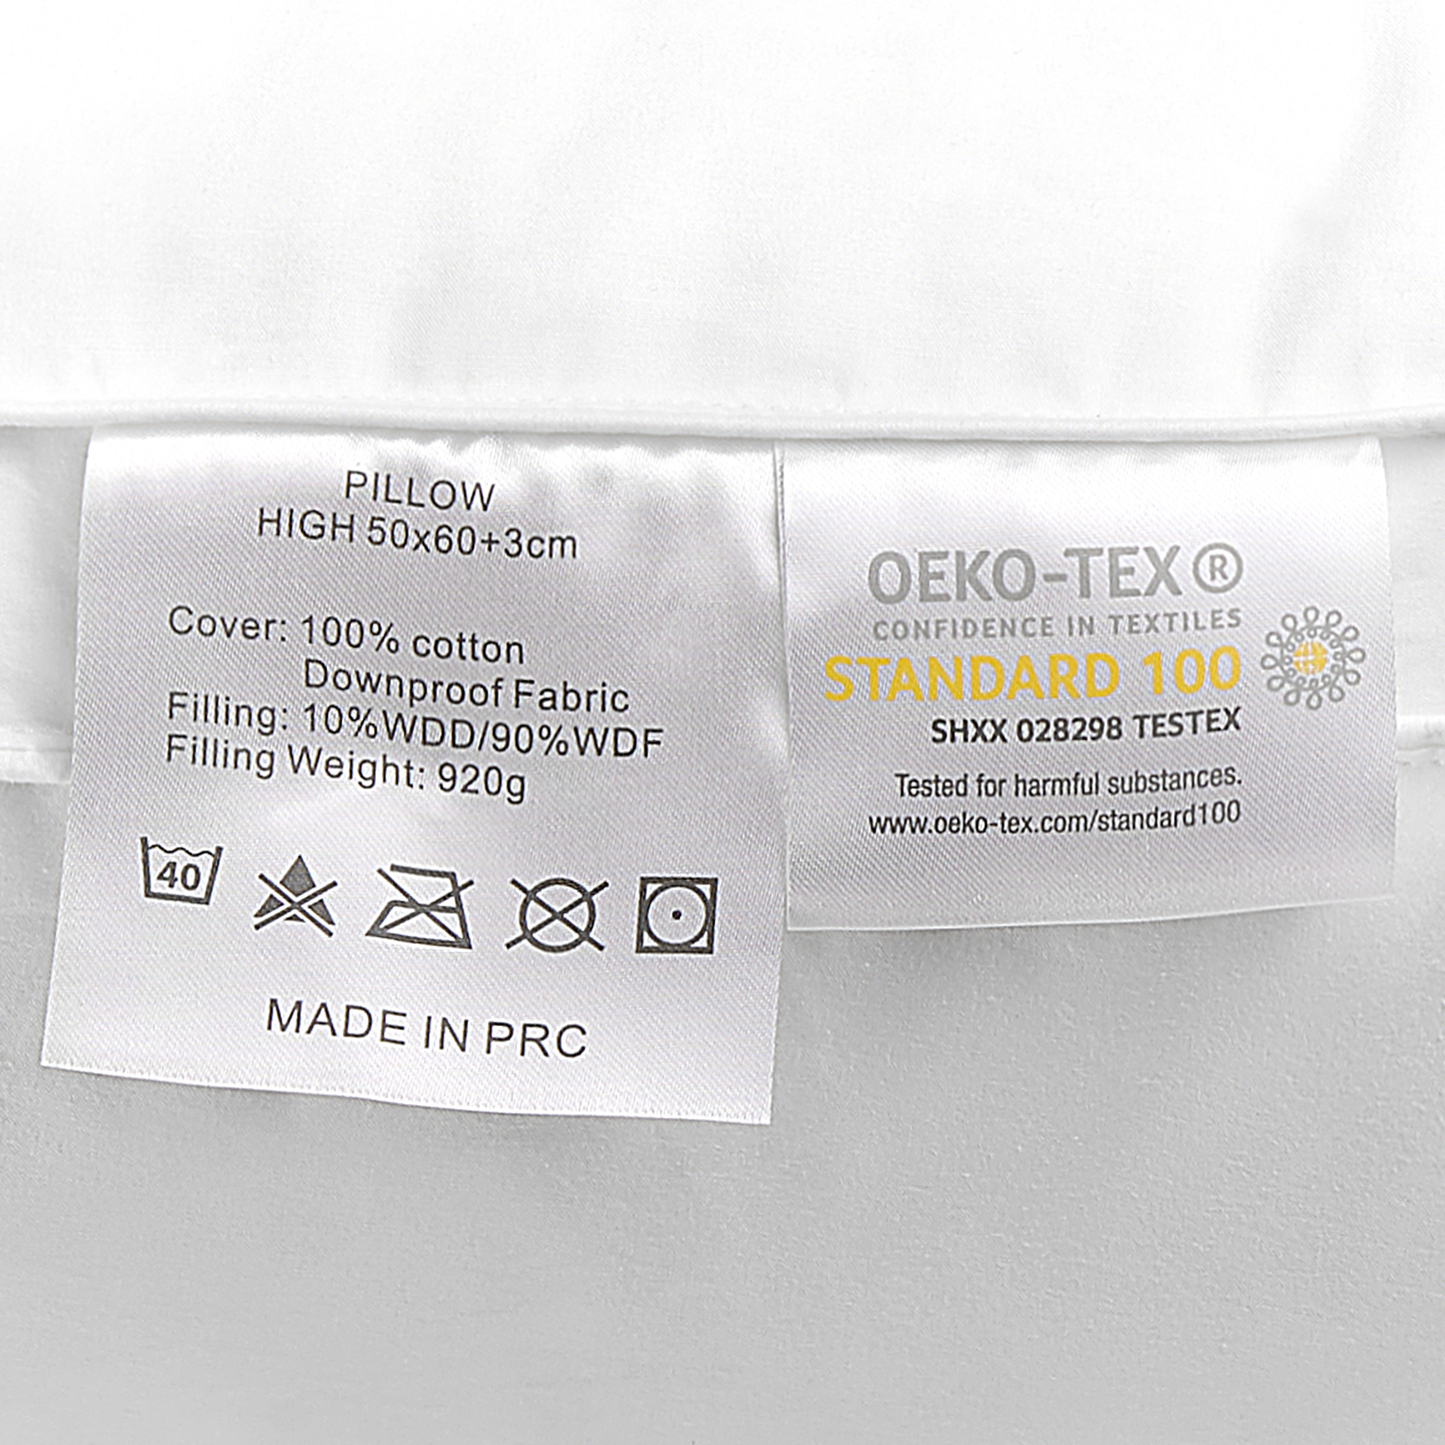 PILLOW
HIGH 50x60+3cm
Cover: 100% cotton
Downproof Fabric
Filling: 10%WDD/90%WDF
Filling Weight: 920g
40
MADE IN PRC
OEKO-TEX®
CONFIDENCE IN TEXTILES
STANDARD 100
SHXX 028298 TESTEX
Tested for harmful substances.
www.oeko-tex.com/standard100